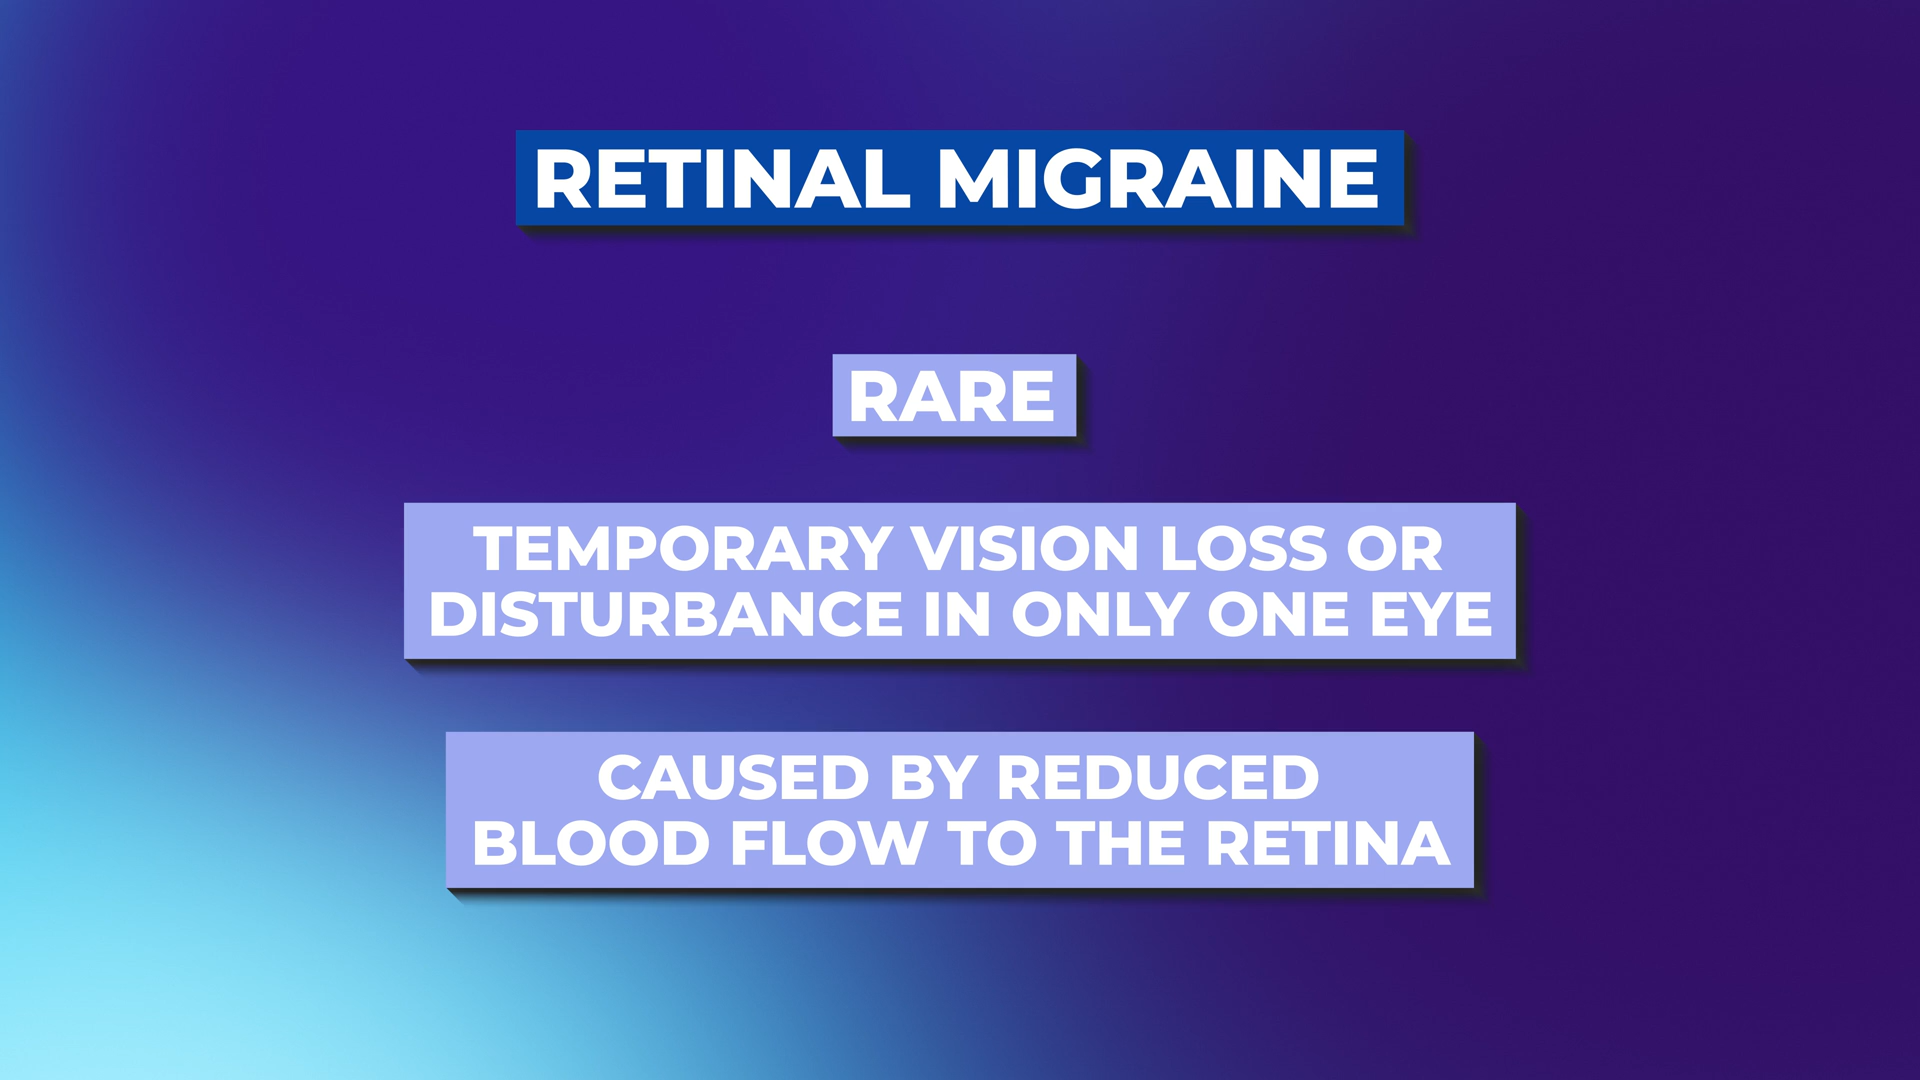 RETINAL MIGRAINE
RARE
TEMPORARY VISION LOSS OR
DISTURBANCE IN ONLY ONE EYE
CAUSED BY REDUCED
BLOOD FLOW TO THE RETINA